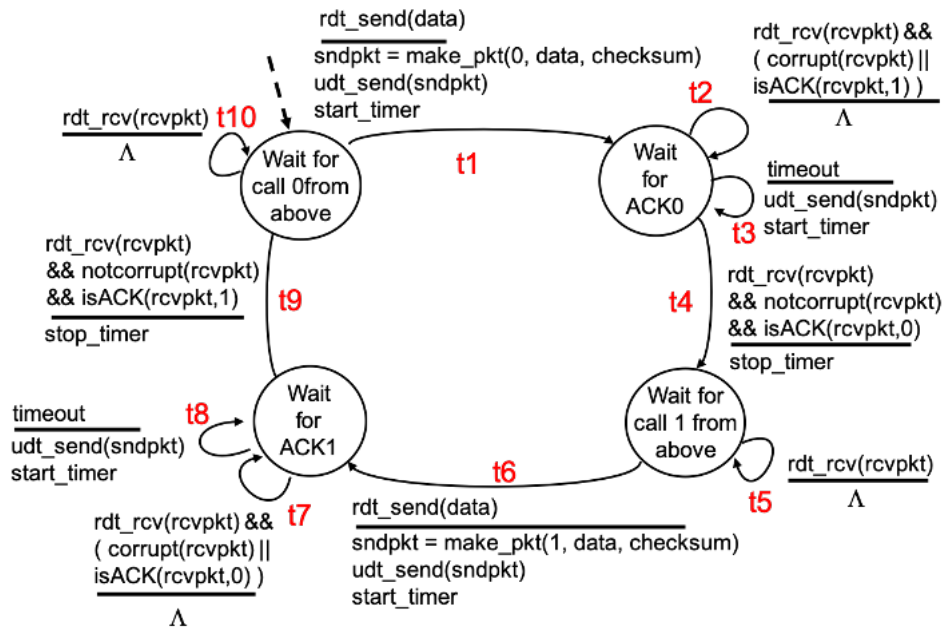 rdt_send(data)
sndpkt = make_pkt(0, data, checksum)
udt_send(sndpkt)
start_timer
rdt_rcv(rcvpkt) &&
( corrupt(rcvpkt) ||
isACK(rcvpkt,1) )
Λ
t2
t10
rdt_rcv(rcvpkt)
Λ
Wait for
call 0from
above
t1
Wait
for
ACK0
timeout
udt_send(sndpkt)
start_timer
t3
rdt_rcv(rcvpkt)
&& notcorrupt(rcvpkt)
&& isACK(rcvpkt,1)
stop_timer
t9
t4
rdt_rcv(rcvpkt)
&& notcorrupt(rcvpkt)
&& isACK(rcvpkt,0)
stop_timer
Wait
for
ACK1
Wait for
call 1 from
above
timeout
udt_send(sndpkt)
start_timer
t8
t6
t5
rdt_rcv(rcvpkt)
Λ
t7
rdt_rcv(rcvpkt) &&
( corrupt(rcvpkt) ||
isACK(rcvpkt,0) )
Λ
rdt_send(data)
sndpkt = make_pkt(1, data, checksum)
udt_send(sndpkt)
start_timer